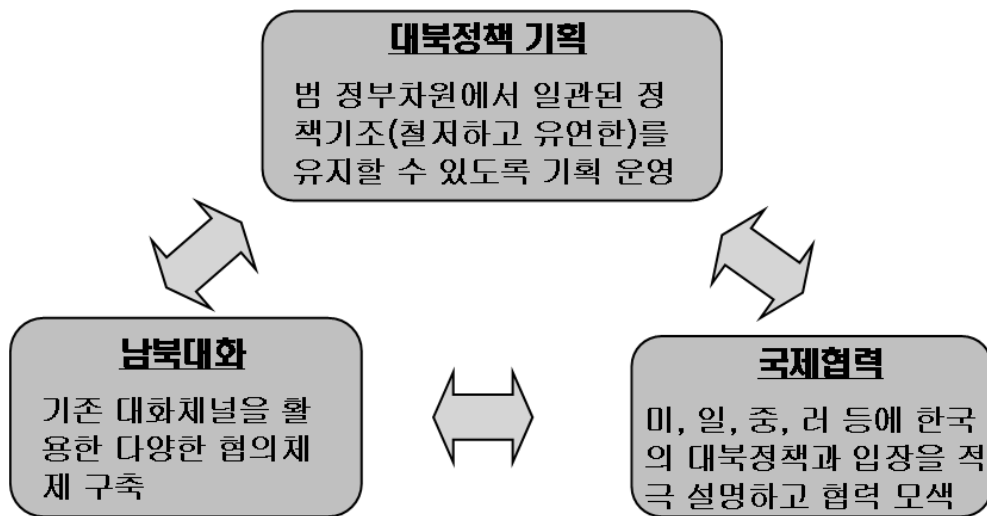 대북정책 기획
범 정부차원에서 일관된 정
책기조(철저하고 유연한)를
유지할 수 있도록 기획 운영
남북대화
기존 대화채널을 활
용한 다양한 협의체
제 구축
국제협력
미, 일, 중, 러 등에 한국
의 대북정책과 입장을 적
극 설명하고 협력 모색